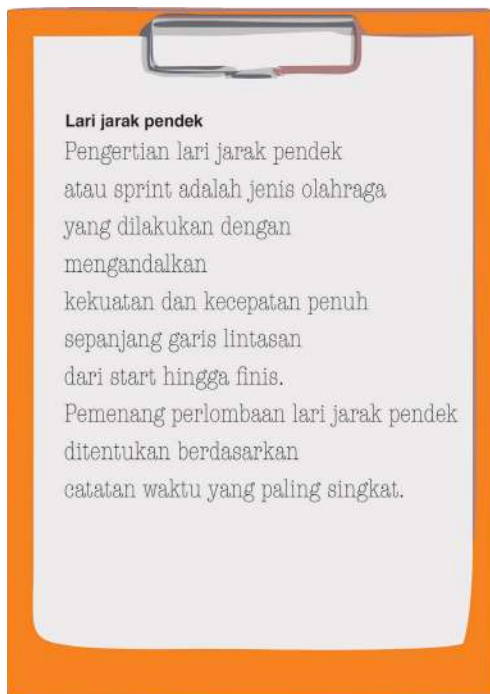 Lari jarak pendek
Pengertian lari jarak pendek
atau sprint adalah jenis olahraga
yang dilakukan dengan
mengandalkan
kekuatan dan kecepatan penuh
sepanjang garis lintasan
dari start hingga finis.
Pemenang perlombaan lari jarak pendek
ditentukan berdasarkan
catatan waktu yang paling singkat.